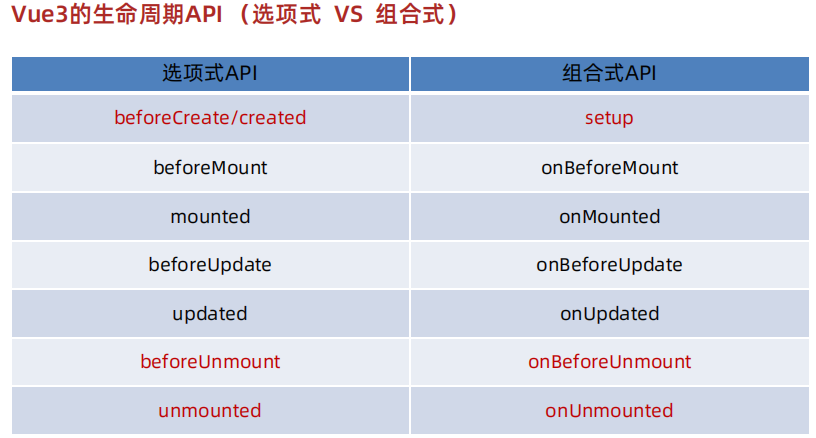 Vue3的生命周期API （选项式 VS 组合式）
选项式API 组合式API
beforeCreate/created setup
beforeMount onBeforeMount
mounted onMounted
beforeUpdate onBeforeUpdate
updated onUpdated
beforeUnmount onBeforeUnmount
unmounted onUnmounted